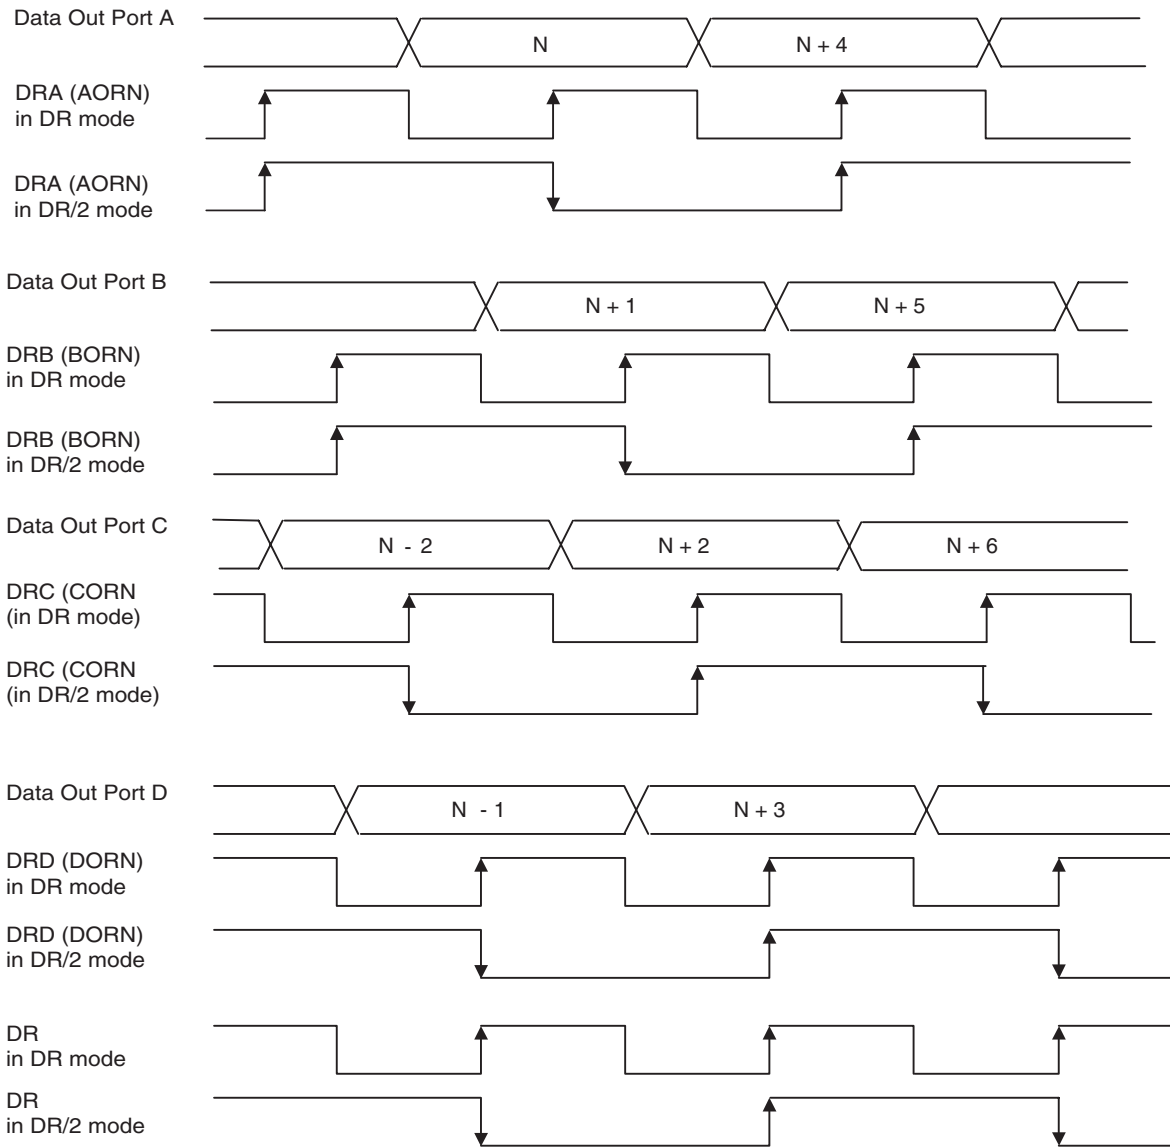 Data Out Port A
N
N + 4
DRA (AORN)
in DR mode
DRA (AORN)
in DR/2 mode
Data Out Port B
N + 1
N + 5
DRB (BORN)
in DR mode
DRB (BORN)
in DR/2 mode
Data Out Port C
N - 2
N + 2
N + 6
DRC (CORN
(in DR mode)
DRC (CORN
(in DR/2 mode)
Data Out Port D
N - 1
N + 3
DRD (DORN)
in DR mode
DRD (DORN)
in DR/2 mode
DR
in DR mode
DR
in DR/2 mode